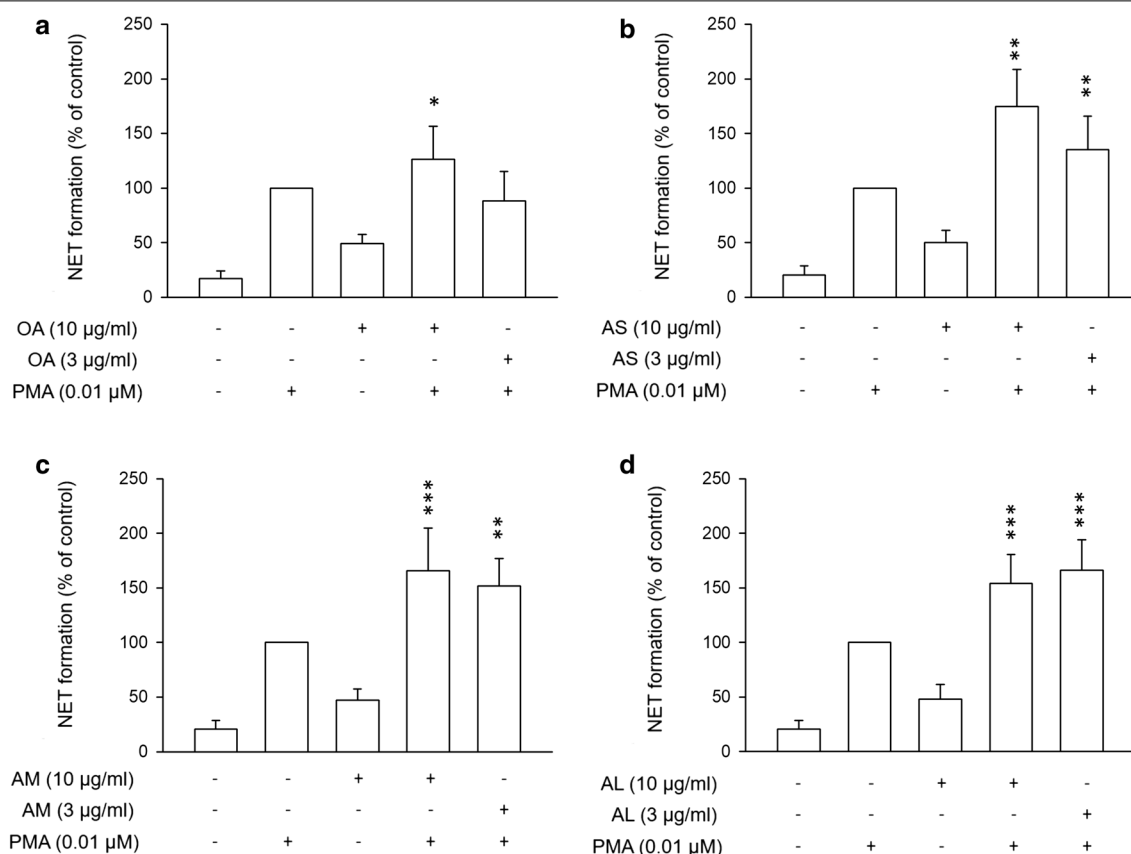 a
NET formation (% of control)
250
200
150
100
50
0
*
OA (10 µg/ml) - - + + -
OA (3 µg/ml) - - - - +
PMA (0.01 µM) - + - + +
b
NET formation (% of control)
250
200
150
100
50
0
**
**
AS (10 µg/ml) - - + + -
AS (3 µg/ml) - - - - +
PMA (0.01 µM) - + - + +
c
NET formation (% of control)
250
200
150
100
50
0
***
**
AM (10 µg/ml) - - + + -
AM (3 µg/ml) - - - - +
PMA (0.01 µM) - + - + +
d
NET formation (% of control)
250
200
150
100
50
0
***
***
AL (10 µg/ml) - - + + -
AL (3 µg/ml) - - - - +
PMA (0.01 µM) - + - + +